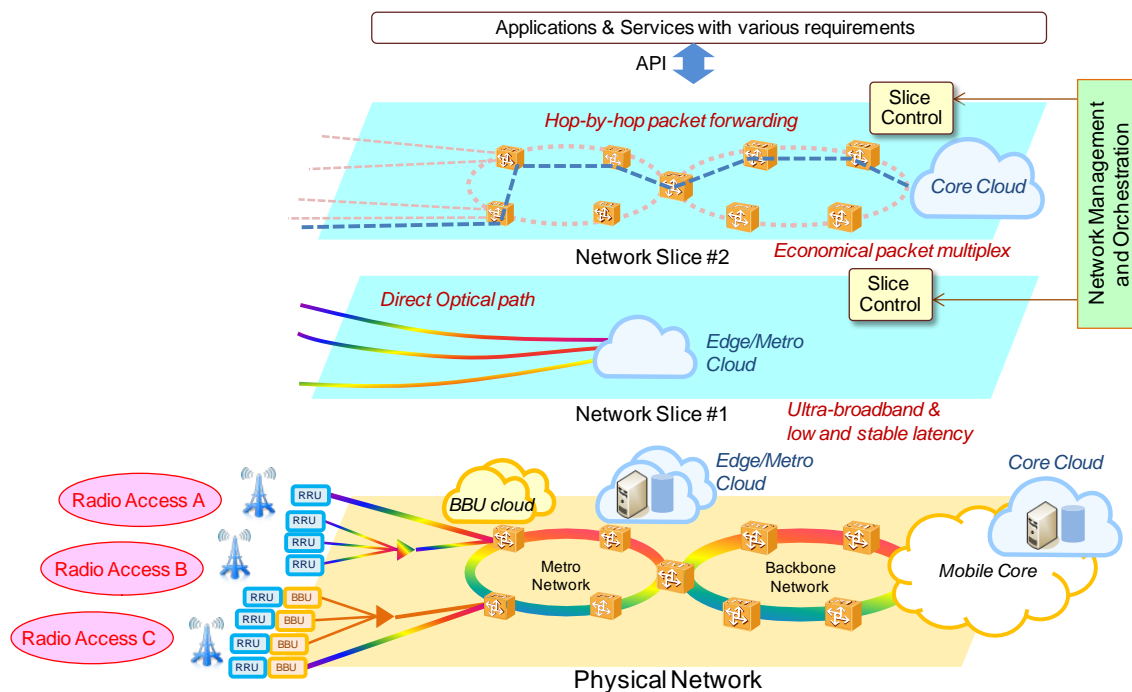 Applications & Services with various requirements
API
Slice
Control
Hop-by-hop packet forwarding
Core Cloud
Network Slice #2
Economical packet multiplex
Network Management
and Orchestration
Slice
Control
Direct Optical path
Edge/Metro
Cloud
Network Slice #1
Ultra-broadband &
low and stable latency
Edge/Metro
Cloud
Core Cloud
Radio Access A
RRU
BBU cloud
RRU
RRU
RRU
Radio Access B
Metro
Network
Backbone
Network
Mobile Core
RRU BBU
RRU BBU
Radio Access C
RRU BBU
RRU BBU
Physical Network